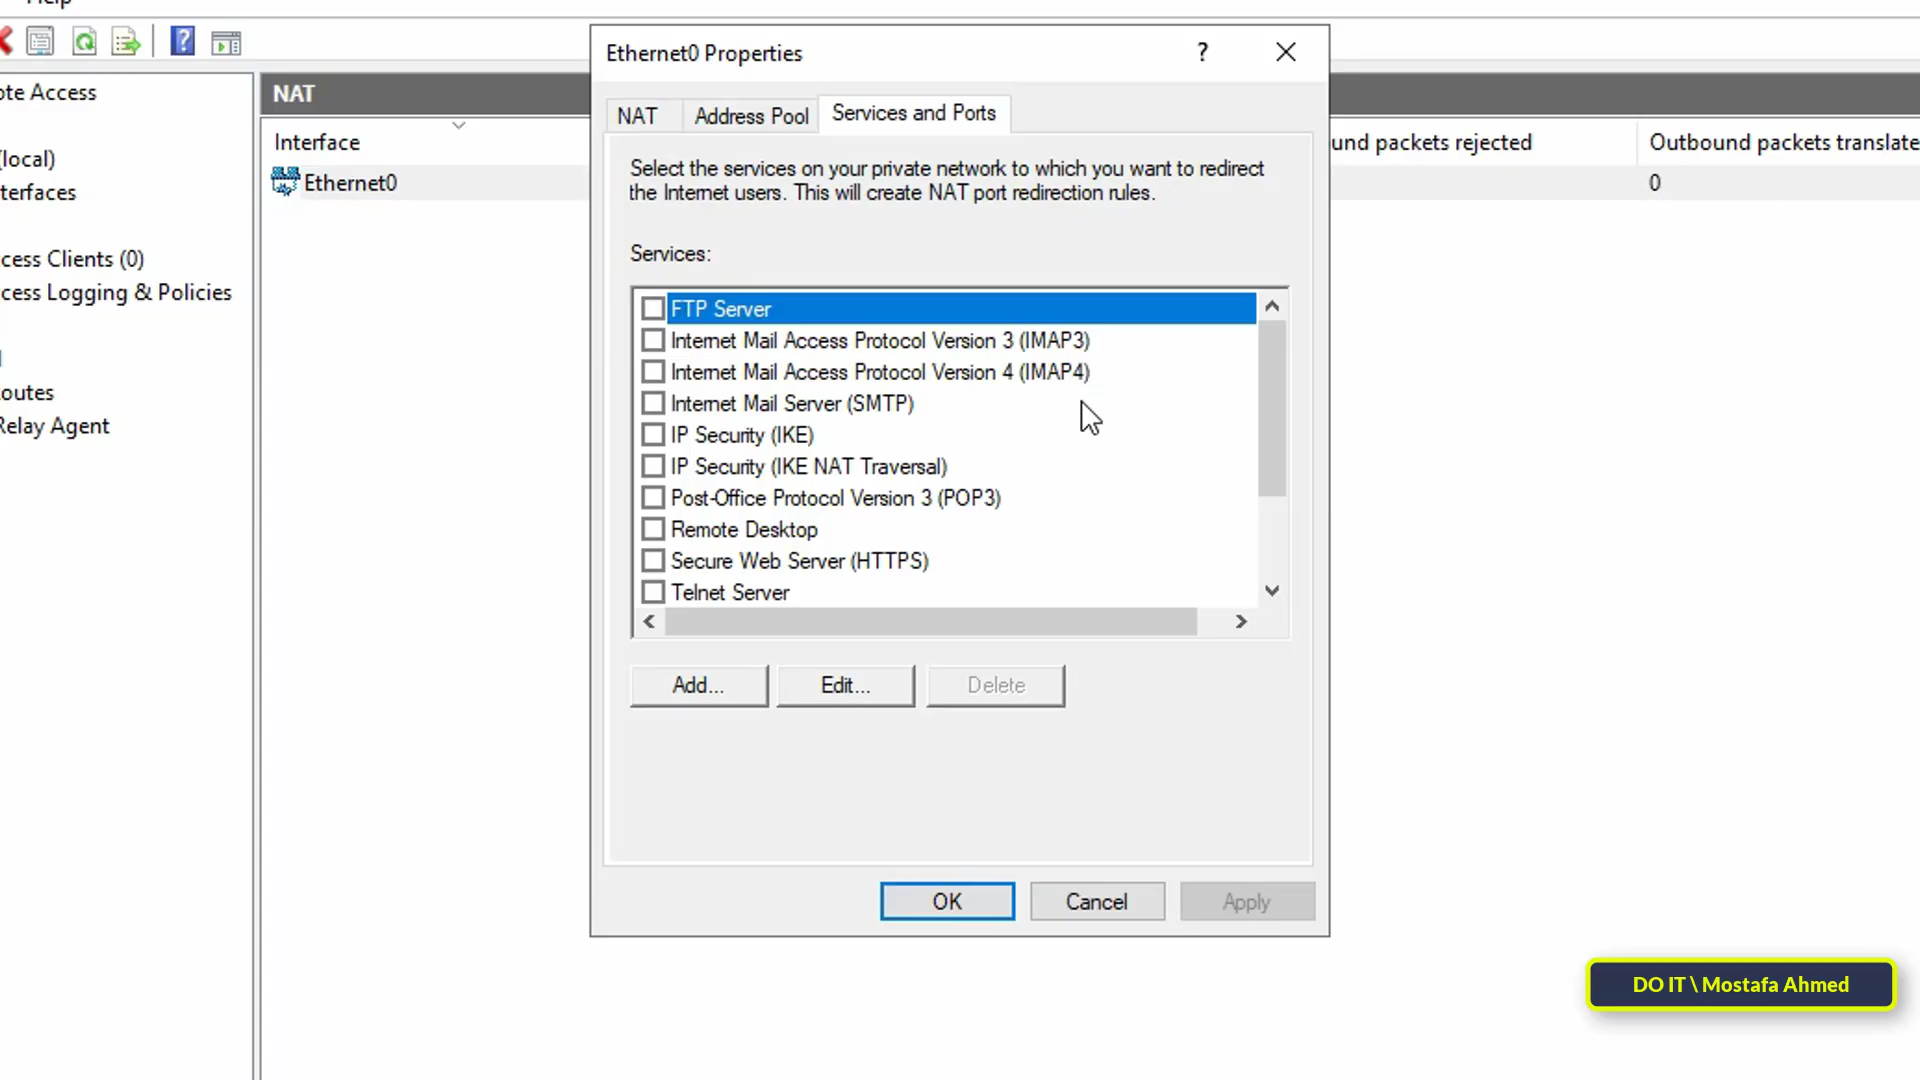 Help
NAT
ote Access
(local)
terfaces
cess Clients (0)
cess Logging & Policies
outes
Relay Agent
Interface
Ethernet0
und packets rejected
Outbound packets translate
0
Ethernet0 Properties
?
NAT
Address Pool
Services and Ports
Select the services on your private network to which you want to redirect
the Internet users. This will create NAT port redirection rules.
Services:
FTP Server
Internet Mail Access Protocol Version 3 (IMAP3)
Internet Mail Access Protocol Version 4 (IMAP4)
Internet Mail Server (SMTP)
IP Security (IKE)
IP Security (IKE NAT Traversal)
Post-Office Protocol Version 3 (POP3)
Remote Desktop
Secure Web Server (HTTPS)
Telnet Server
Add...
Edit...
Delete
OK
Cancel
Apply
DO IT \ Mostafa Ahmed